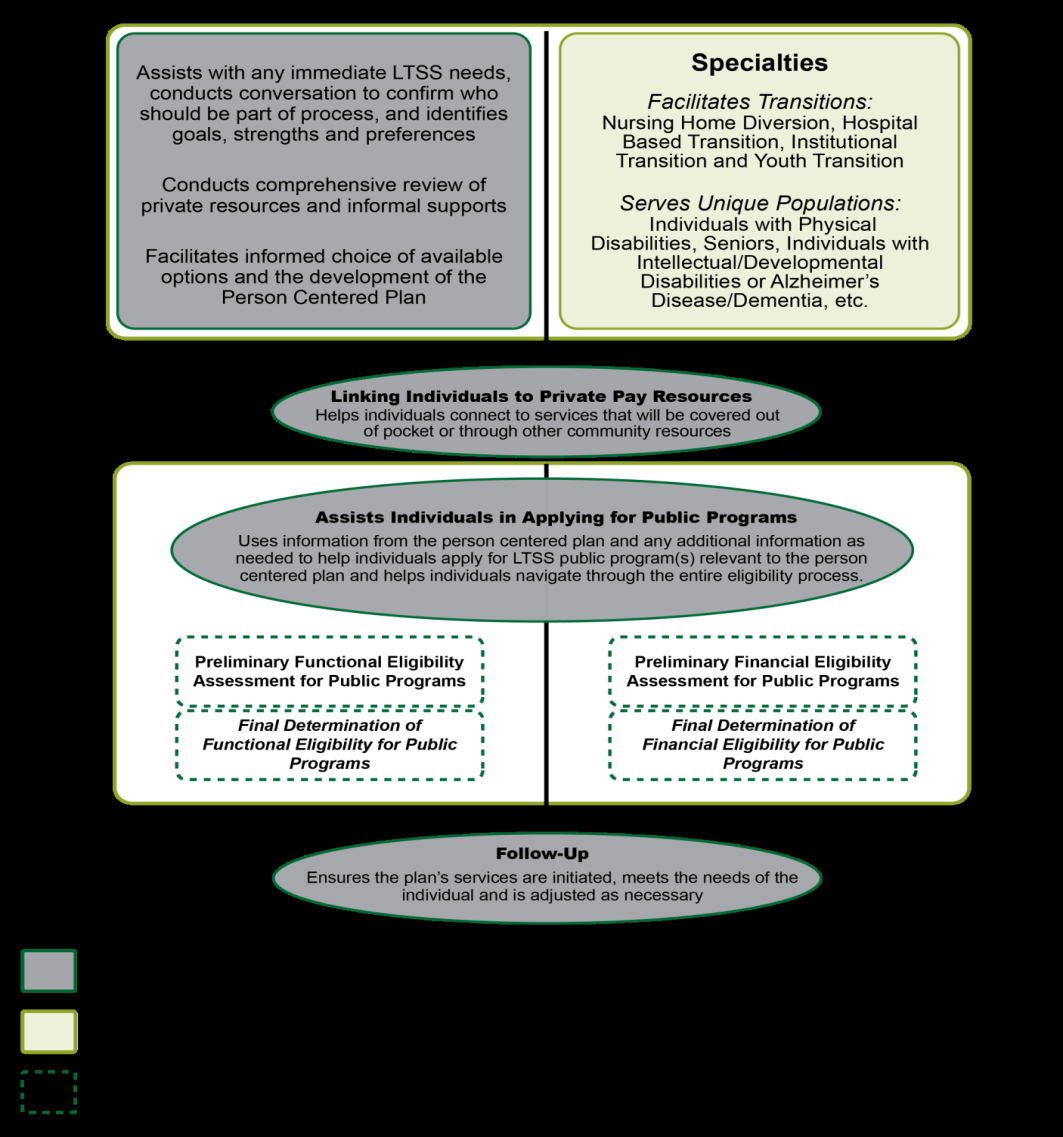 Assists with any immediate LTSS needs,
conducts conversation to confirm who
should be part of process, and identifies
goals, strengths and preferences
Conducts comprehensive review of
private resources and informal supports
Facilitates informed choice of available
options and the development of the
Person Centered Plan
Specialties
Facilitates Transitions:
Nursing Home Diversion, Hospital
Based Transition, Institutional
Transition and Youth Transition
Serves Unique Populations:
Individuals with Physical
Disabilities, Seniors, Individuals with
Intellectual/Developmental
Disabilities or Alzheimer’s
Disease/Dementia, etc.
Linking Individuals to Private Pay Resources
Helps individuals connect to services that will be covered out
of pocket or through other community resources
Assists Individuals in Applying for Public Programs
Uses information from the person centered plan and any additional information as
needed to help individuals apply for LTSS public program(s) relevant to the person
centered plan and helps individuals navigate through the entire eligibility process.
Preliminary Functional Eligibility
Assessment for Public Programs
Final Determination of
Functional Eligibility for Public
Programs
Preliminary Financial Eligibility
Assessment for Public Programs
Final Determination of
Financial Eligibility for Public
Programs
Follow-Up
Ensures the plan’s services are initiated, meets the needs of the
individual and is adjusted as necessary